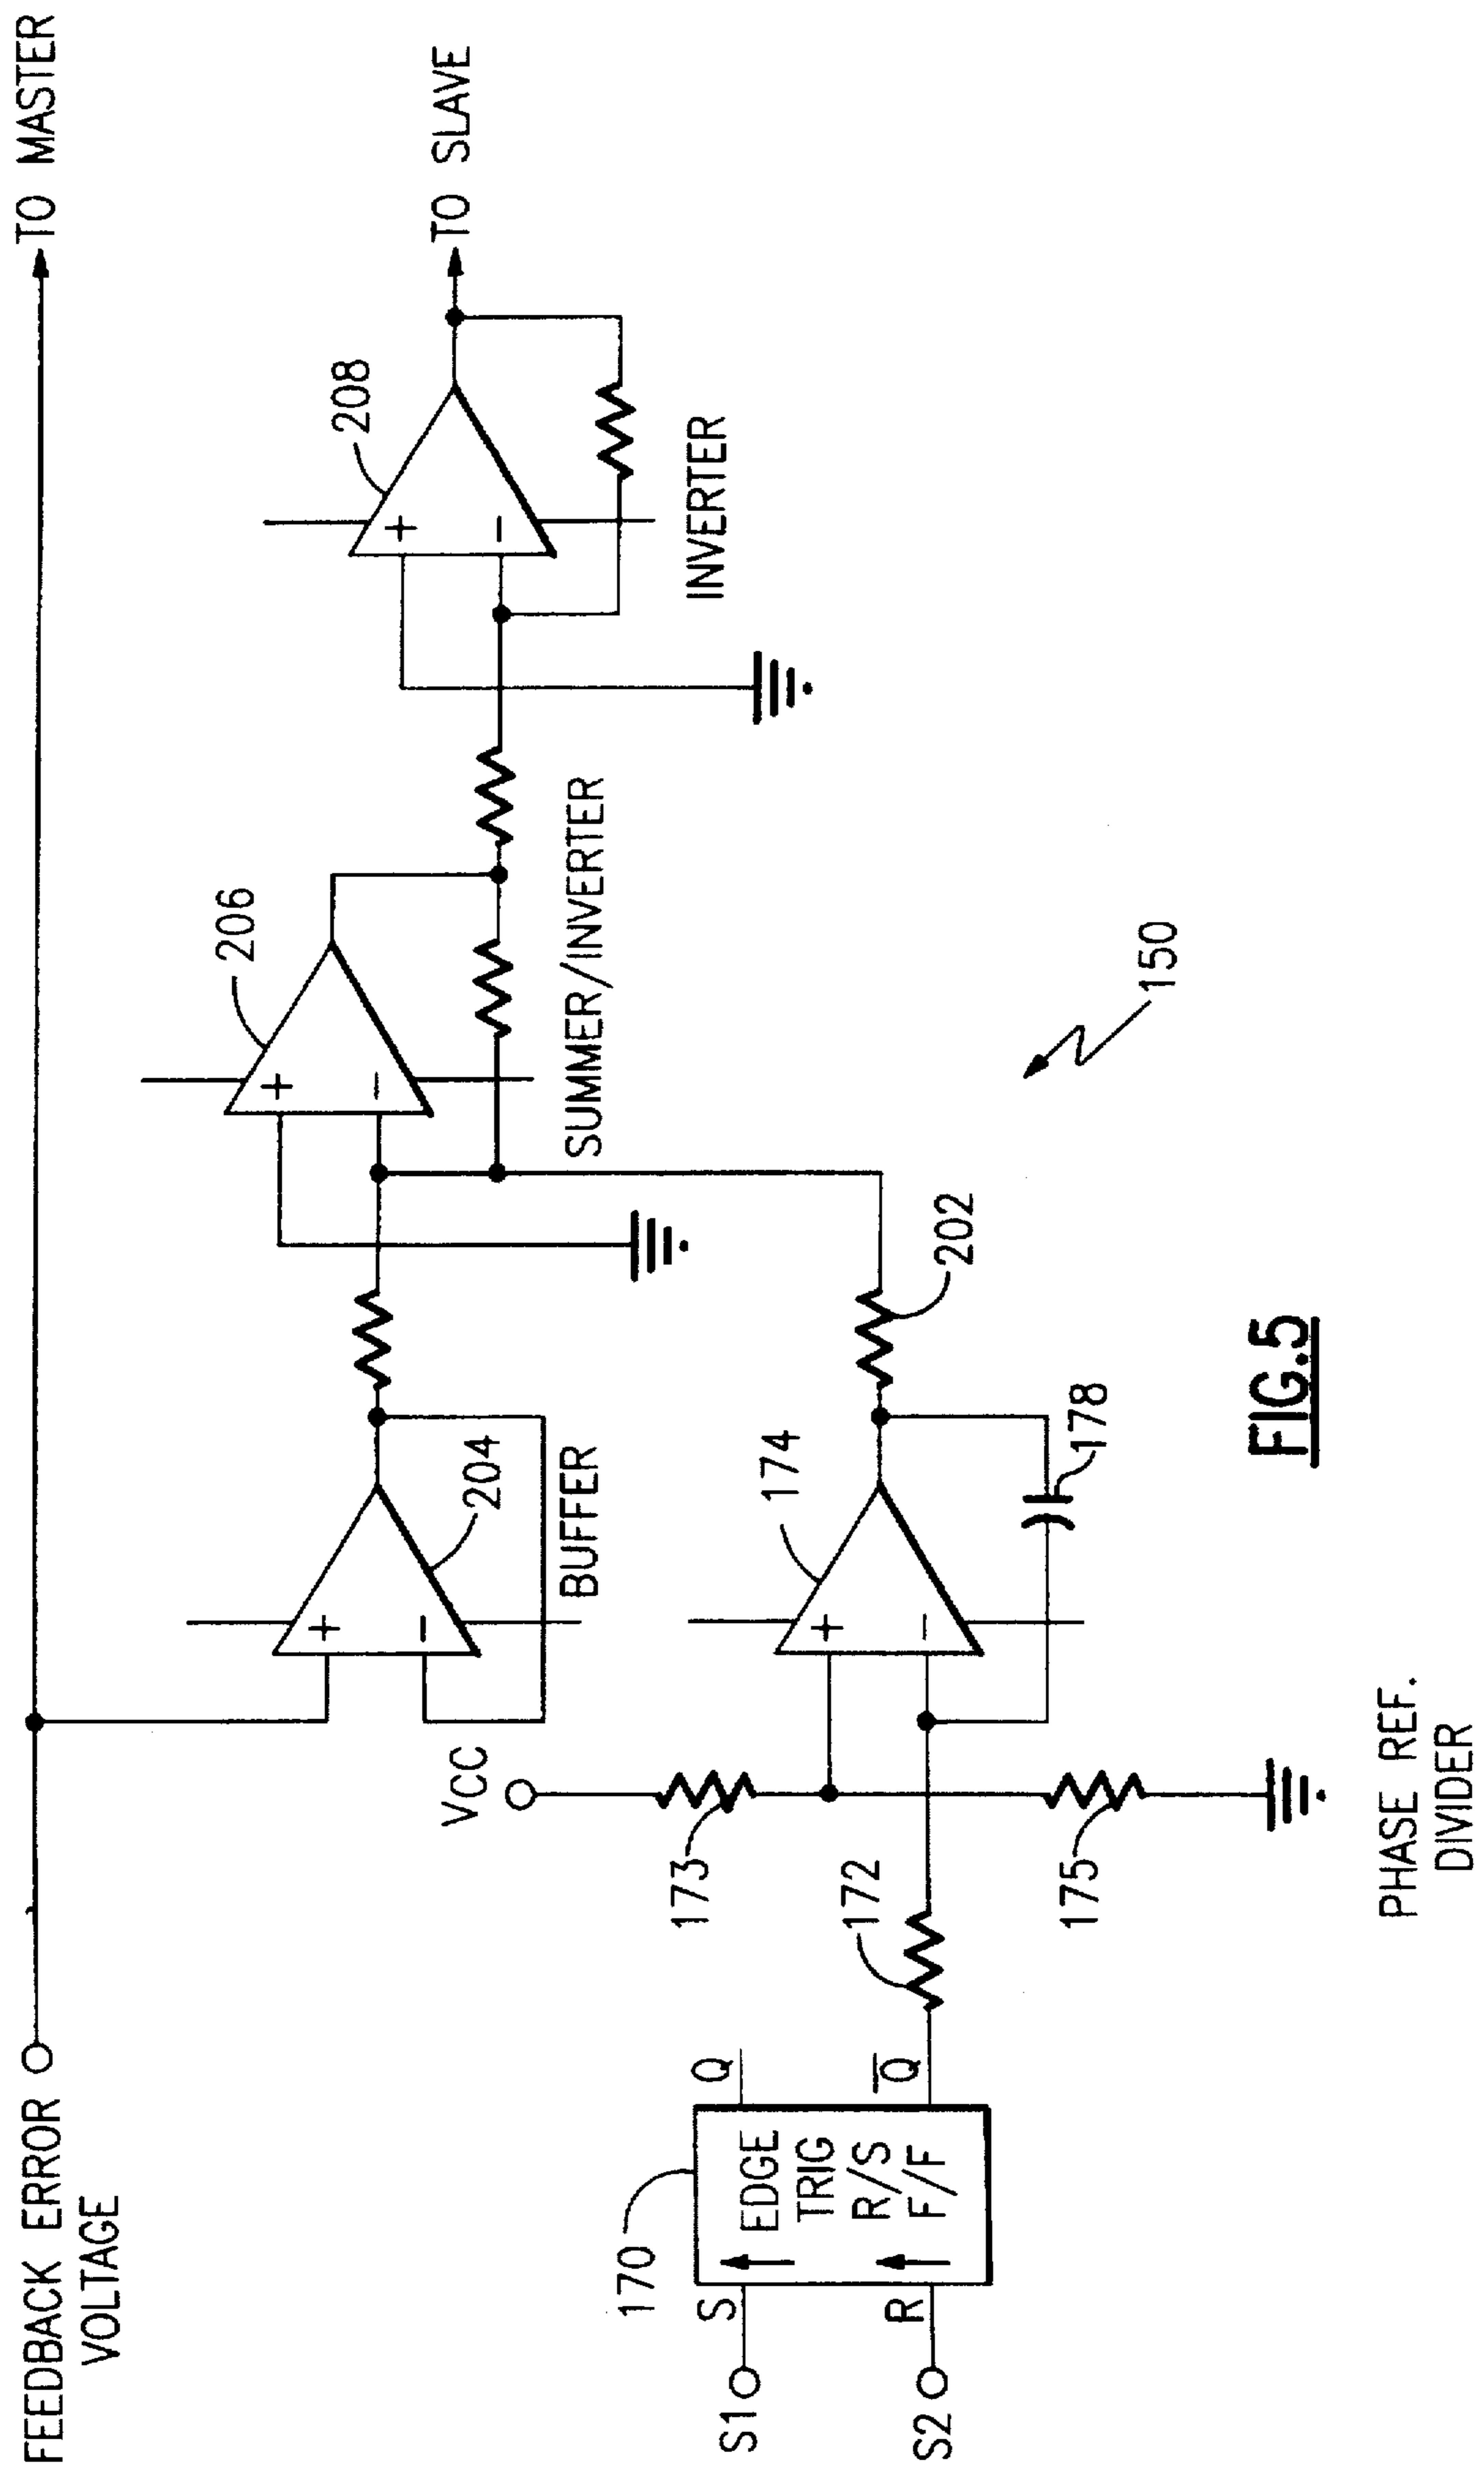 FEEDBACK ERROR
VOLTAGE
TO MASTER
TO SLAVE
208
+
−
INVERTER
206
+
−
SUMMER/INVERTER
204
+
−
BUFFER
VCC
173
174
+
−
178
202
172
175
170
S1
S
Q
EDGE
TRIG
R/S
F/F
S2
R
Q̅
150
PHASE REF.
DIVIDER
FIG.5